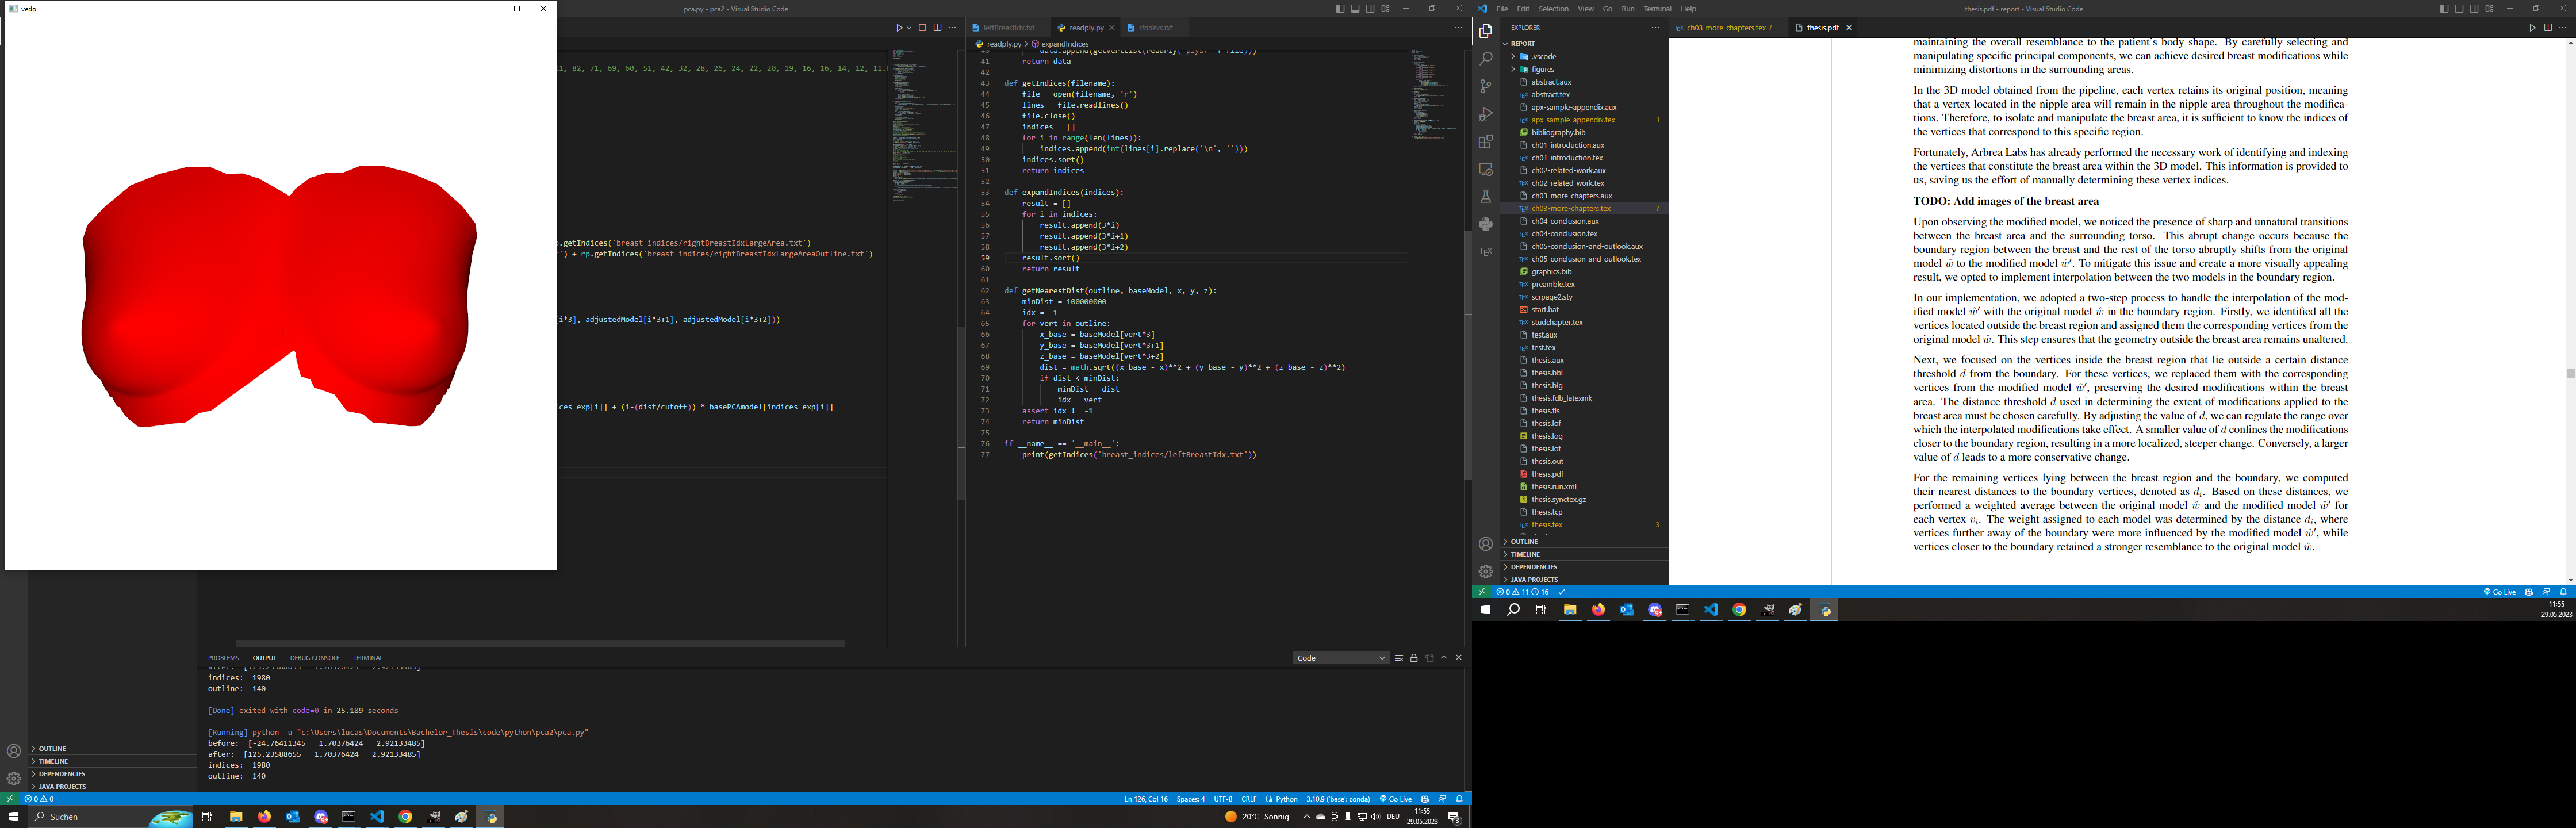 vedo
pca.py - pca2 - Visual Studio Code
1, 82, 71, 69, 60, 51, 42, 32, 28, 26, 24, 22, 20, 19, 16, 16, 14, 12, 11.
.getIndices('breast_indices/rightBreastIdxLargeArea.txt')
') + rp.getIndices('breast_indices/rightBreastIdxLargeAreaOutline.txt')
i*3], adjustedModel[i*3+1], adjustedModel[i*3+2]))
ces_exp[i]] + (1-(dist/cutoff)) * basePCAmodel[indices_exp[i]]
leftBreastIdx.txt
readply.py
stddevs.txt
readply.py > expandIndices
41 return data
42
43 def getIndices(filename):
44 file = open(filename, 'r')
45 lines = file.readlines()
46 file.close()
47 indices = []
48 for i in range(len(lines)):
49 indices.append(int(lines[i].replace('\n', '')))
50 indices.sort()
51 return indices
52
53 def expandIndices(indices):
54 result = []
55 for i in indices:
56 result.append(3*i)
57 result.append(3*i+1)
58 result.append(3*i+2)
59 result.sort()
60 return result
61
62 def getNearestDist(outline, baseModel, x, y, z):
63 minDist = 100000000
64 idx = -1
65 for vert in outline:
66 x_base = baseModel[vert*3]
67 y_base = baseModel[vert*3+1]
68 z_base = baseModel[vert*3+2]
69 dist = math.sqrt((x_base - x)**2 + (y_base - y)**2 + (z_base - z)**2)
70 if dist < minDist:
71 minDist = dist
72 idx = vert
73 assert idx != -1
74 return minDist
75
76 if __name__ == '__main__':
77 print(getIndices('breast_indices/leftBreastIdx.txt'))
OUTLINE
TIMELINE
DEPENDENCIES
JAVA PROJECTS
PROBLEMS OUTPUT DEBUG CONSOLE TERMINAL
Code
after: [125.23588655 1.70376424 2.92133485]
indices: 1980
outline: 140
[Done] exited with code=0 in 25.189 seconds
[Running] python -u "c:\Users\lucas\Documents\Bachelor_Thesis\code\python\pca2\pca.py"
before: [-24.76411345 1.70376424 2.92133485]
after: [125.23588655 1.70376424 2.92133485]
indices: 1980
outline: 140
0 0
Ln 126, Col 16 Spaces: 4 UTF-8 CRLF Python 3.10.9 ('base': conda) Go Live
Suchen
20°C Sonnig
DEU
11:55
29.05.2023
3
File Edit Selection View Go Run Terminal Help
thesis.pdf - report - Visual Studio Code
EXPLORER
REPORT
.vscode
figures
abstract.aux
abstract.tex
apx-sample-appendix.aux
apx-sample-appendix.tex 1
bibliography.bib
ch01-introduction.aux
ch01-introduction.tex
ch02-related-work.aux
ch02-related-work.tex
ch03-more-chapters.aux
ch03-more-chapters.tex 7
ch04-conclusion.aux
ch04-conclusion.tex
ch05-conclusion-and-outlook.aux
ch05-conclusion-and-outlook.tex
graphics.bib
preamble.tex
scrpage2.sty
start.bat
studchapter.tex
test.aux
test.tex
thesis.aux
thesis.bbl
thesis.blg
thesis.fdb_latexmk
thesis.fls
thesis.lof
thesis.log
thesis.lot
thesis.out
thesis.pdf
thesis.run.xml
thesis.synctex.gz
thesis.tcp
thesis.tex 3
OUTLINE
TIMELINE
DEPENDENCIES
JAVA PROJECTS
ch03-more-chapters.tex 7
thesis.pdf
maintaining the overall resemblance to the patient's body shape. By carefully selecting and
manipulating specific principal components, we can achieve desired breast modifications while
minimizing distortions in the surrounding areas.
In the 3D model obtained from the pipeline, each vertex retains its original position, meaning
that a vertex located in the nipple area will remain in the nipple area throughout the modifica-
tions. Therefore, to isolate and manipulate the breast area, it is sufficient to know the indices of
the vertices that correspond to this specific region.
Fortunately, Arbrea Labs has already performed the necessary work of identifying and indexing
the vertices that constitute the breast area within the 3D model. This information is provided to
us, saving us the effort of manually determining these vertex indices.
TODO: Add images of the breast area
Upon observing the modified model, we noticed the presence of sharp and unnatural transitions
between the breast area and the surrounding torso. This abrupt change occurs because the
boundary region between the breast and the rest of the torso abruptly shifts from the original
model ŵ to the modified model ŵ′. To mitigate this issue and create a more visually appealing
result, we opted to implement interpolation between the two models in the boundary region.
In our implementation, we adopted a two-step process to handle the interpolation of the mod-
ified model ŵ′ with the original model ŵ in the boundary region. Firstly, we identified all the
vertices located outside the breast region and assigned them the corresponding vertices from the
original model ŵ. This step ensures that the geometry outside the breast area remains unaltered.
Next, we focused on the vertices inside the breast region that lie outside a certain distance
threshold d from the boundary. For these vertices, we replaced them with the corresponding
vertices from the modified model ŵ′, preserving the desired modifications within the breast
area. The distance threshold d used in determining the extent of modifications applied to the
breast area must be chosen carefully. By adjusting the value of d, we can regulate the range over
which the interpolated modifications take effect. A smaller value of d confines the modifications
closer to the boundary region, resulting in a more localized, steeper change. Conversely, a larger
value of d leads to a more conservative change.
For the remaining vertices lying between the breast region and the boundary, we computed
their nearest distances to the boundary vertices, denoted as dᵢ. Based on these distances, we
performed a weighted average between the original model ŵ and the modified model ŵ′ for
each vertex vᵢ. The weight assigned to each model was determined by the distance dᵢ, where
vertices further away of the boundary were more influenced by the modified model ŵ′, while
vertices closer to the boundary retained a stronger resemblance to the original model ŵ.
0 11 16
Go Live
11:55
29.05.2023